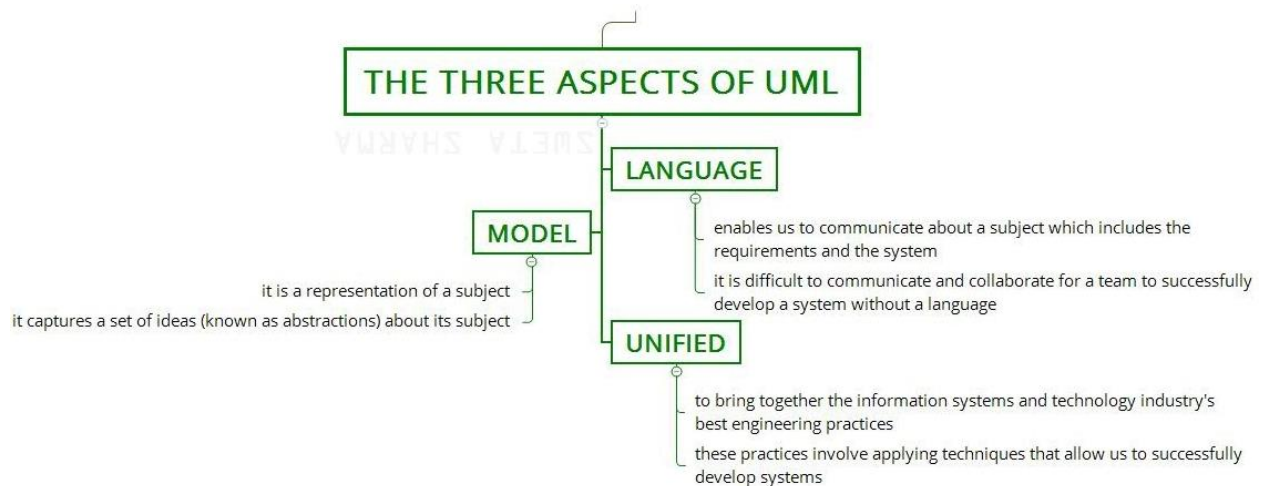 THE THREE ASPECTS OF UML
SWETA SHARMA
LANGUAGE
enables us to communicate about a subject which includes the
requirements and the system
it is difficult to communicate and collaborate for a team to successfully
develop a system without a language
MODEL
it is a representation of a subject
it captures a set of ideas (known as abstractions) about its subject
UNIFIED
to bring together the information systems and technology industry's
best engineering practices
these practices involve applying techniques that allow us to successfully
develop systems